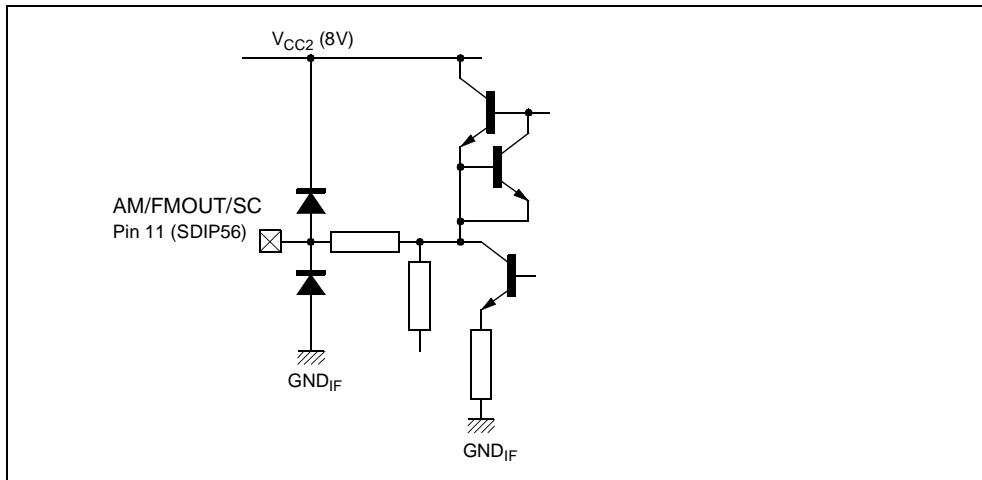 VCC2 (8V)
AM/FMOUT/SC
Pin 11 (SDIP56)
GNDIF
GNDIF